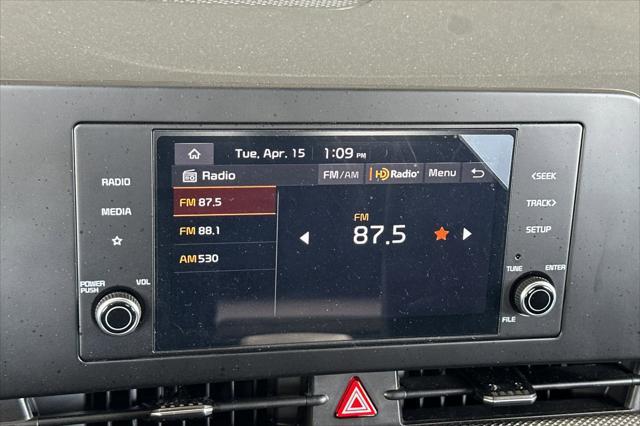 Tue, Apr. 15 1:09 PM
Radio FM/AM HD Radio Menu
FM 87.5
FM 88.1
AM 530
FM
87.5
RADIO
MEDIA
POWER PUSH VOL
<SEEK
TRACK>
SETUP
TUNE ENTER
FILE